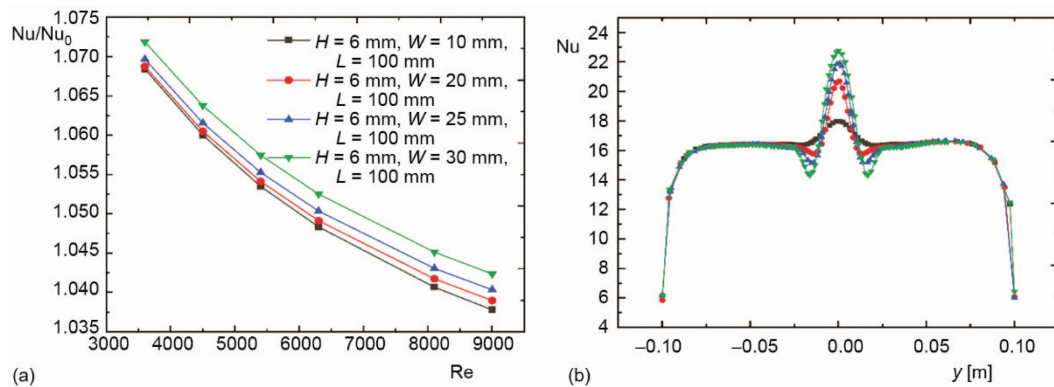 Nu/Nu0
1.075
1.070
1.065
1.060
1.055
1.050
1.045
1.040
1.035
H = 6 mm, W = 10 mm,
L = 100 mm
H = 6 mm, W = 20 mm,
L = 100 mm
H = 6 mm, W = 25 mm,
L = 100 mm
H = 6 mm, W = 30 mm,
L = 100 mm
3000 4000 5000 6000 7000 8000 9000
(a)
Re
Nu
24
22
20
18
16
14
12
10
8
6
4
–0.10 –0.05 0.00 0.05 0.10
(b)
y [m]